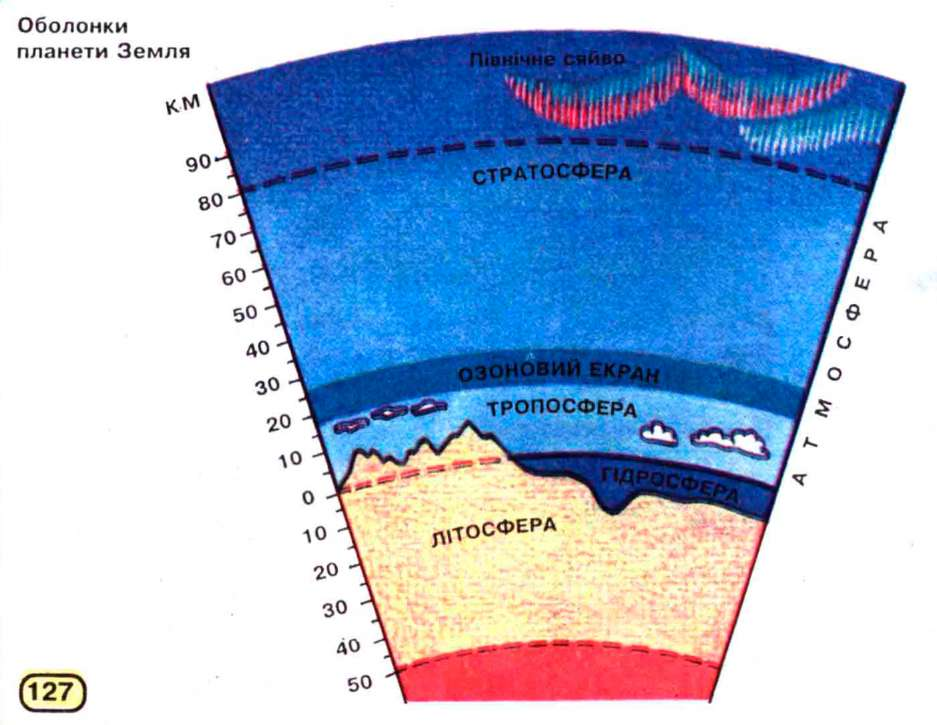 Оболонки
планети Земля
КМ
Північне сяйво
90
СТРАТОСФЕРА
80
70
60
50
40
30
ОЗОНОВИЙ ЕКРАН
20
ТРОПОСФЕРА
10
0
ГІДРОСФЕРА
10
ЛІТОСФЕРА
20
30
40
50
АТМОСФЕРА
127